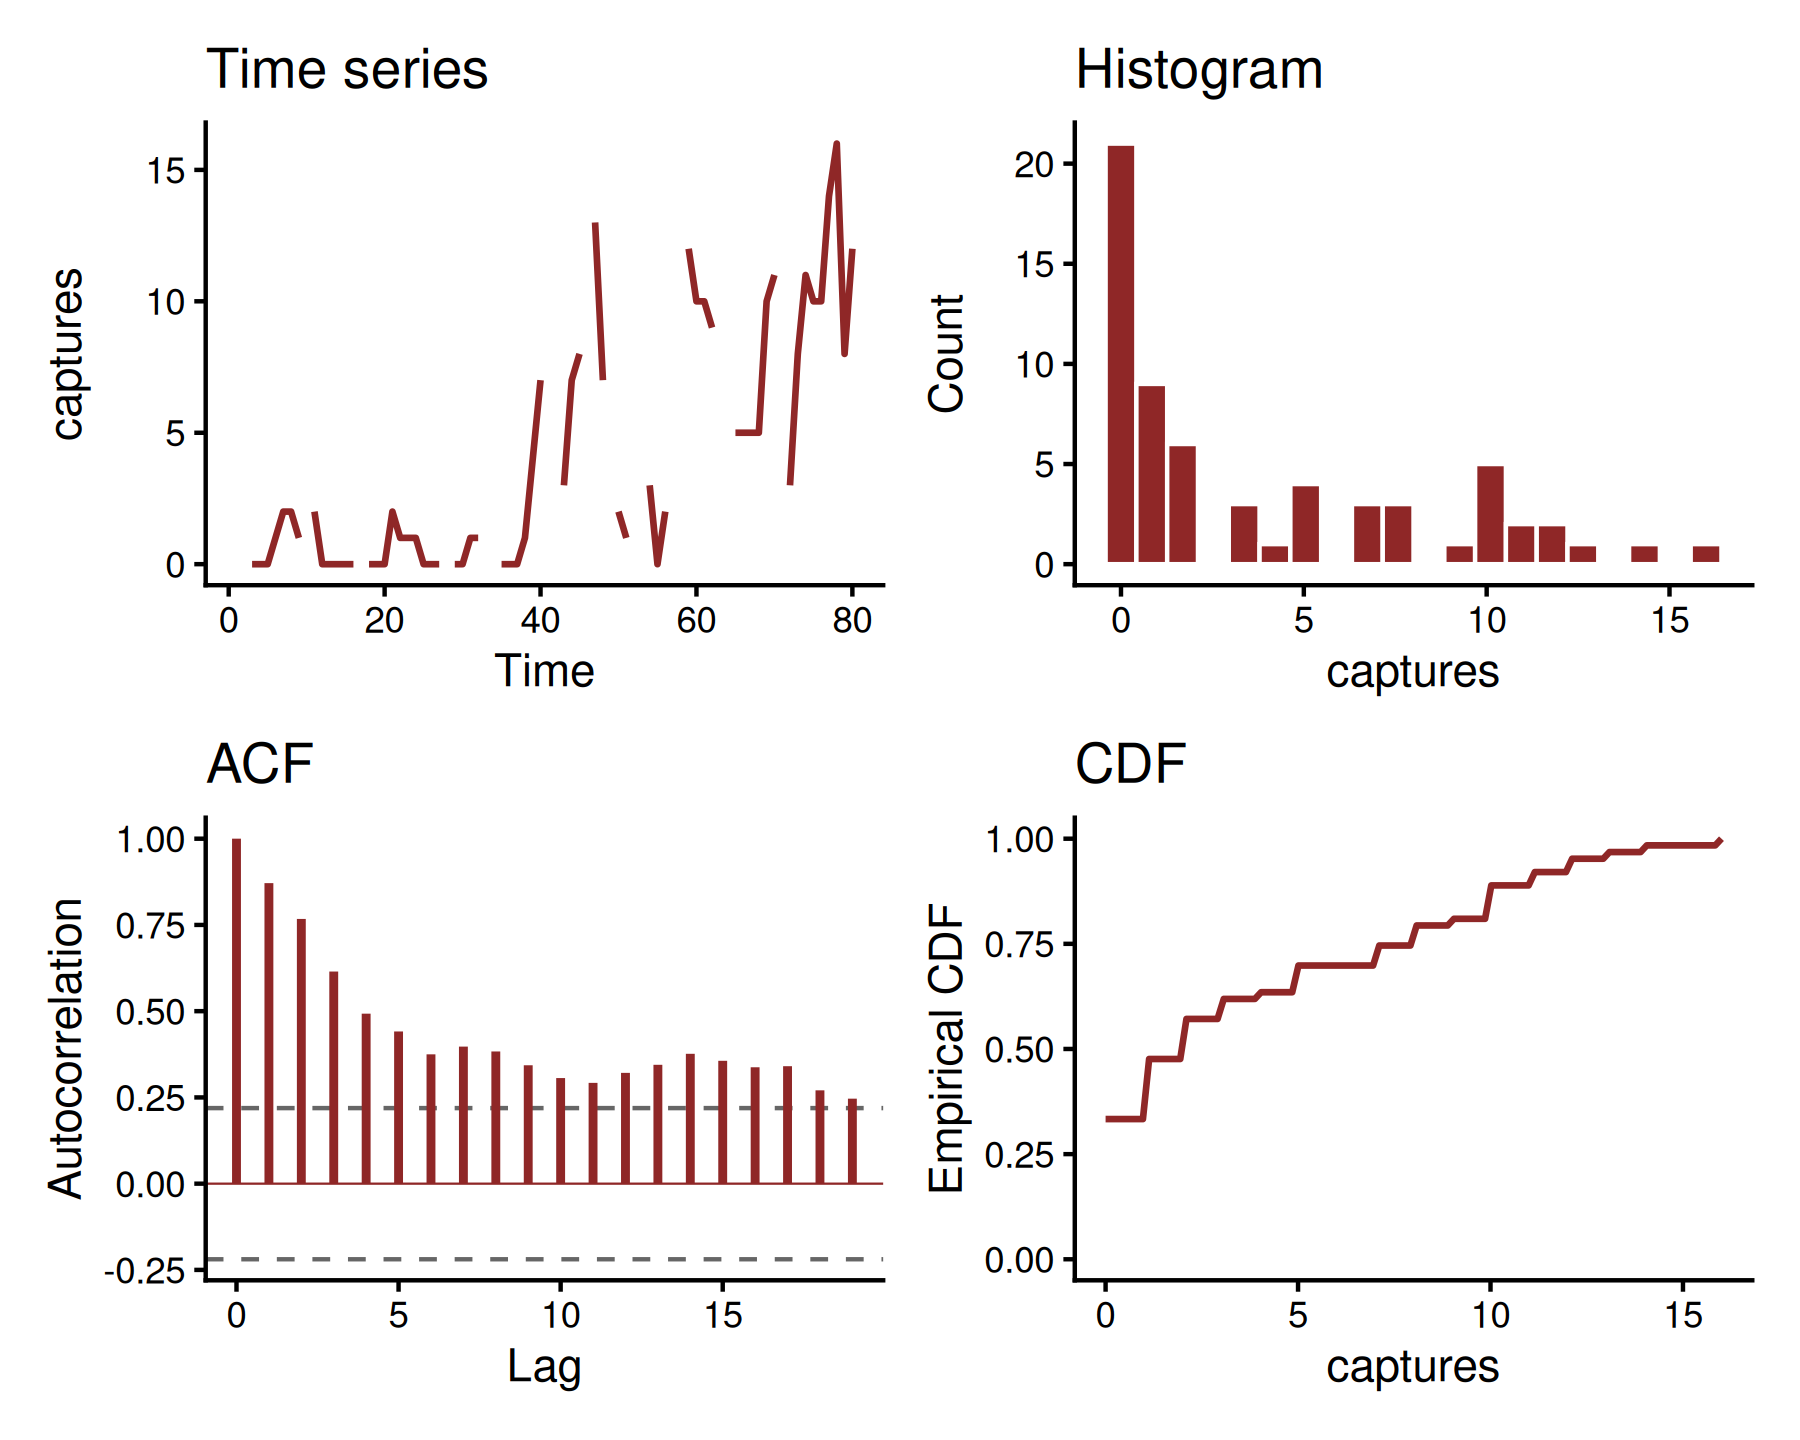 Time series
captures
15
10
5
0
0 20 40 60 80
Time
Histogram
Count
20
15
10
5
0
0 5 10 15
captures
ACF
Autocorrelation
1.00
0.75
0.50
0.25
0.00
-0.25
0 5 10 15
Lag
CDF
Empirical CDF
1.00
0.75
0.50
0.25
0.00
0 5 10 15
captures